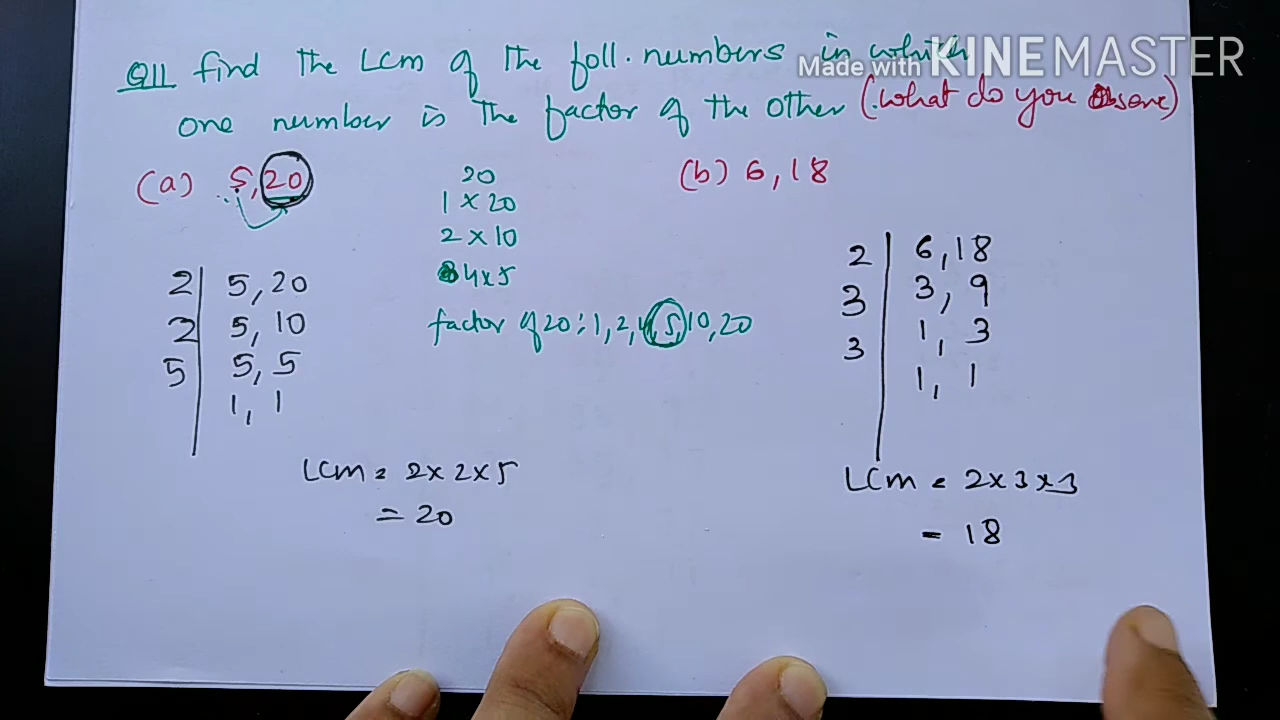 Q11 find the LCM of the foll. numbers in which
Made with KINEMASTER
one number is the factor of the other (what do you Obsere)
(a) 5, 20
20
1 × 20
2 × 10
4×5
factor of 20 : 1, 2, 4, 5, 10, 20
2 5, 20
2 5, 10
5 5, 5
1, 1
LCM = 2×2×5
= 20
(b) 6, 18
2 6, 18
3 3, 9
3 1, 3
1, 1
LCM = 2×3×3
= 18